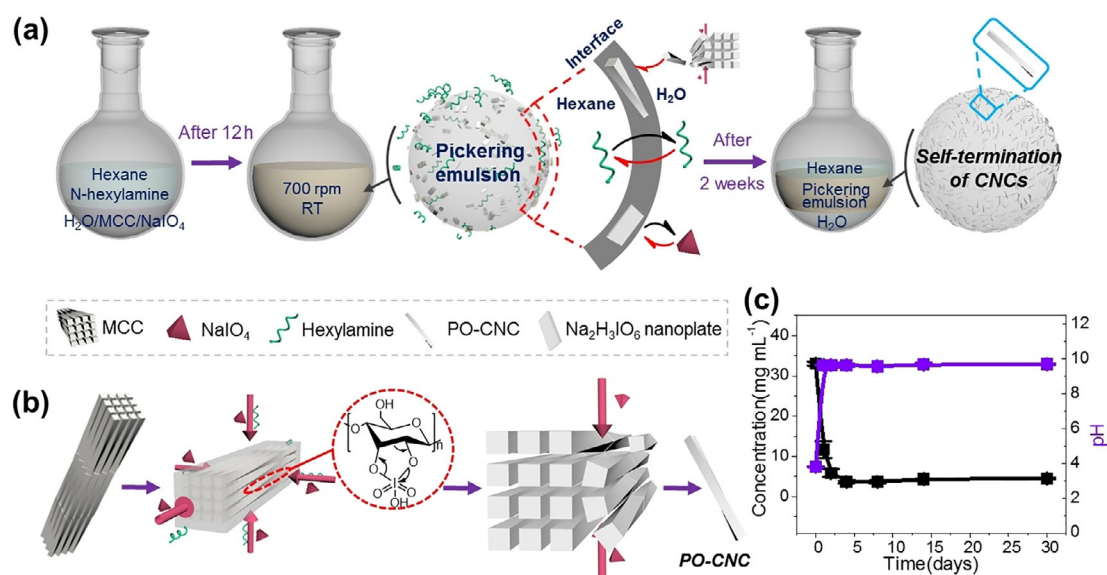 (a)
After 12h
Hexane
N-hexylamine
H₂O/MCC/NaIO₄
700 rpm
RT
Pickering
emulsion
Interface
Hexane
H₂O
After
2 weeks
Hexane
Pickering
emulsion
H₂O
Self-termination
of CNCs
MCC
NaIO₄
Hexylamine
PO-CNC
Na₂H₃IO₆ nanoplate
(b)
OH
O
O
n
O
O
I
O
O
OH
PO-CNC
(c)
Concentration(mg mL⁻¹)
40
30
20
10
0
12
10
8
6
4
2
0
pH
0
5
10
15
20
25
30
Time(days)